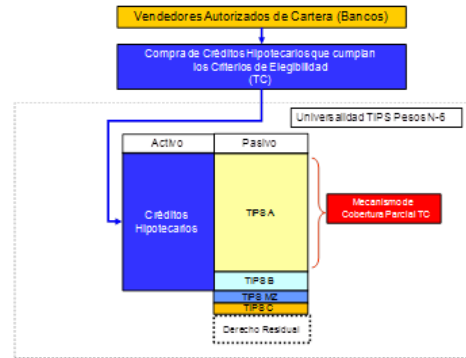 Vendedores Autorizados de Cartera (Bancos)
Compra de Créditos Hipotecarios que cumplan
los Criterios de Elegibilidad
(TC)
Universalidad TIPS Pesos N-6
Activo
Pasivo
Créditos
Hipotecarios
TIPS A
Mecanismo de
Cobertura Parcial TC
TIPS B
TIPS MZ
TIPS C
Derecho Residual